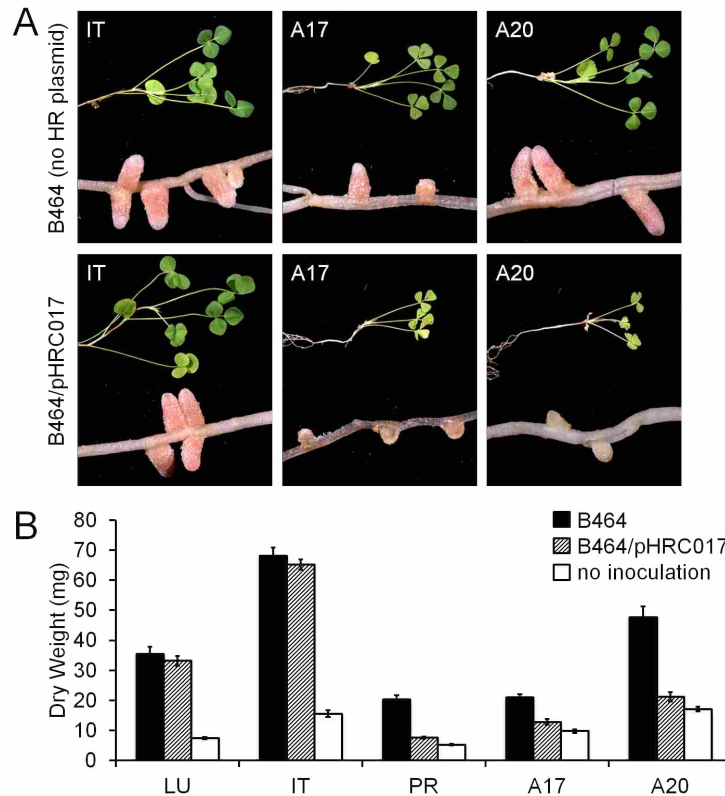 A
B464 (no HR plasmid)
IT
A17
A20
B464/pHRC017
IT
A17
A20
B
Dry Weight (mg)
80
70
60
50
40
30
20
10
0
B464
B464/pHRC017
no inoculation
LU
IT
PR
A17
A20